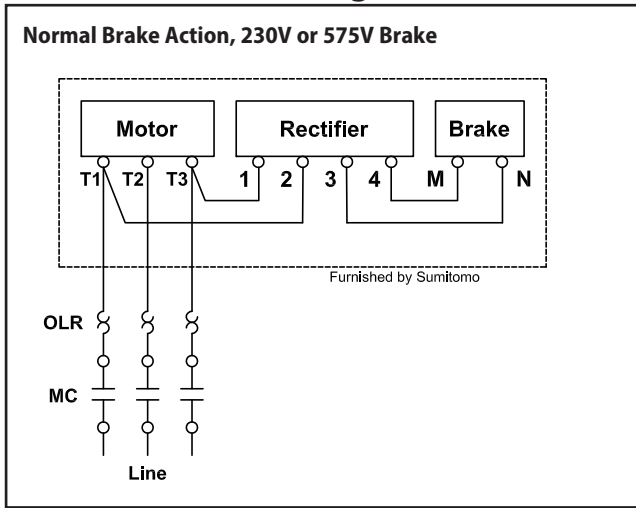 Normal Brake Action, 230V or 575V Brake
Motor Rectifier Brake
T1 T2 T3 1 2 3 4 M N
Furnished by Sumitomo
OLR
MC
Line